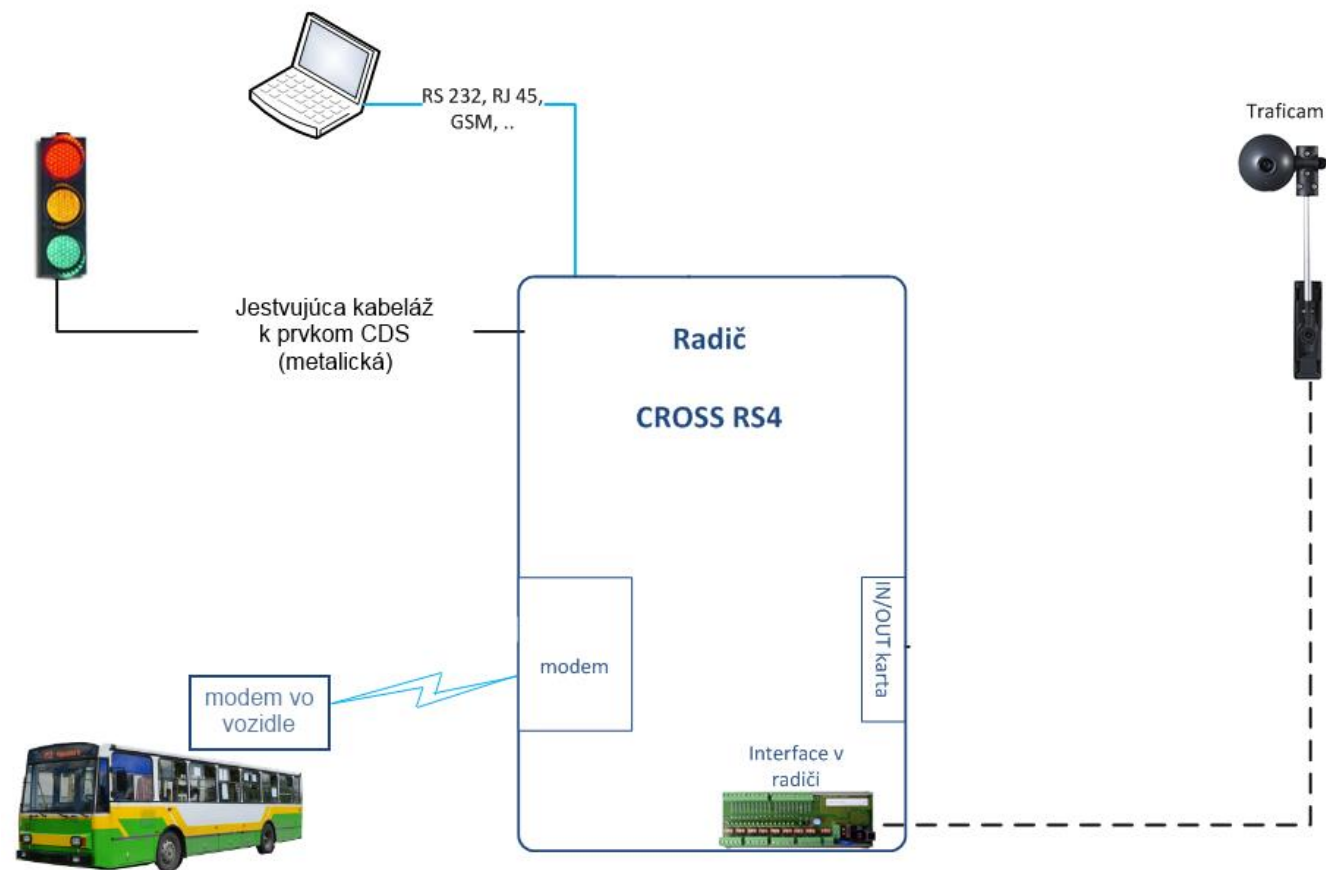 RS 232, RJ 45,
GSM, ..
Traficam
Jestvujúca kabeláž
k prvkom CDS
(metalická)
Radič
CROSS RS4
modem
IN/OUT karta
modem vo
vozidle
Interface v
radiči